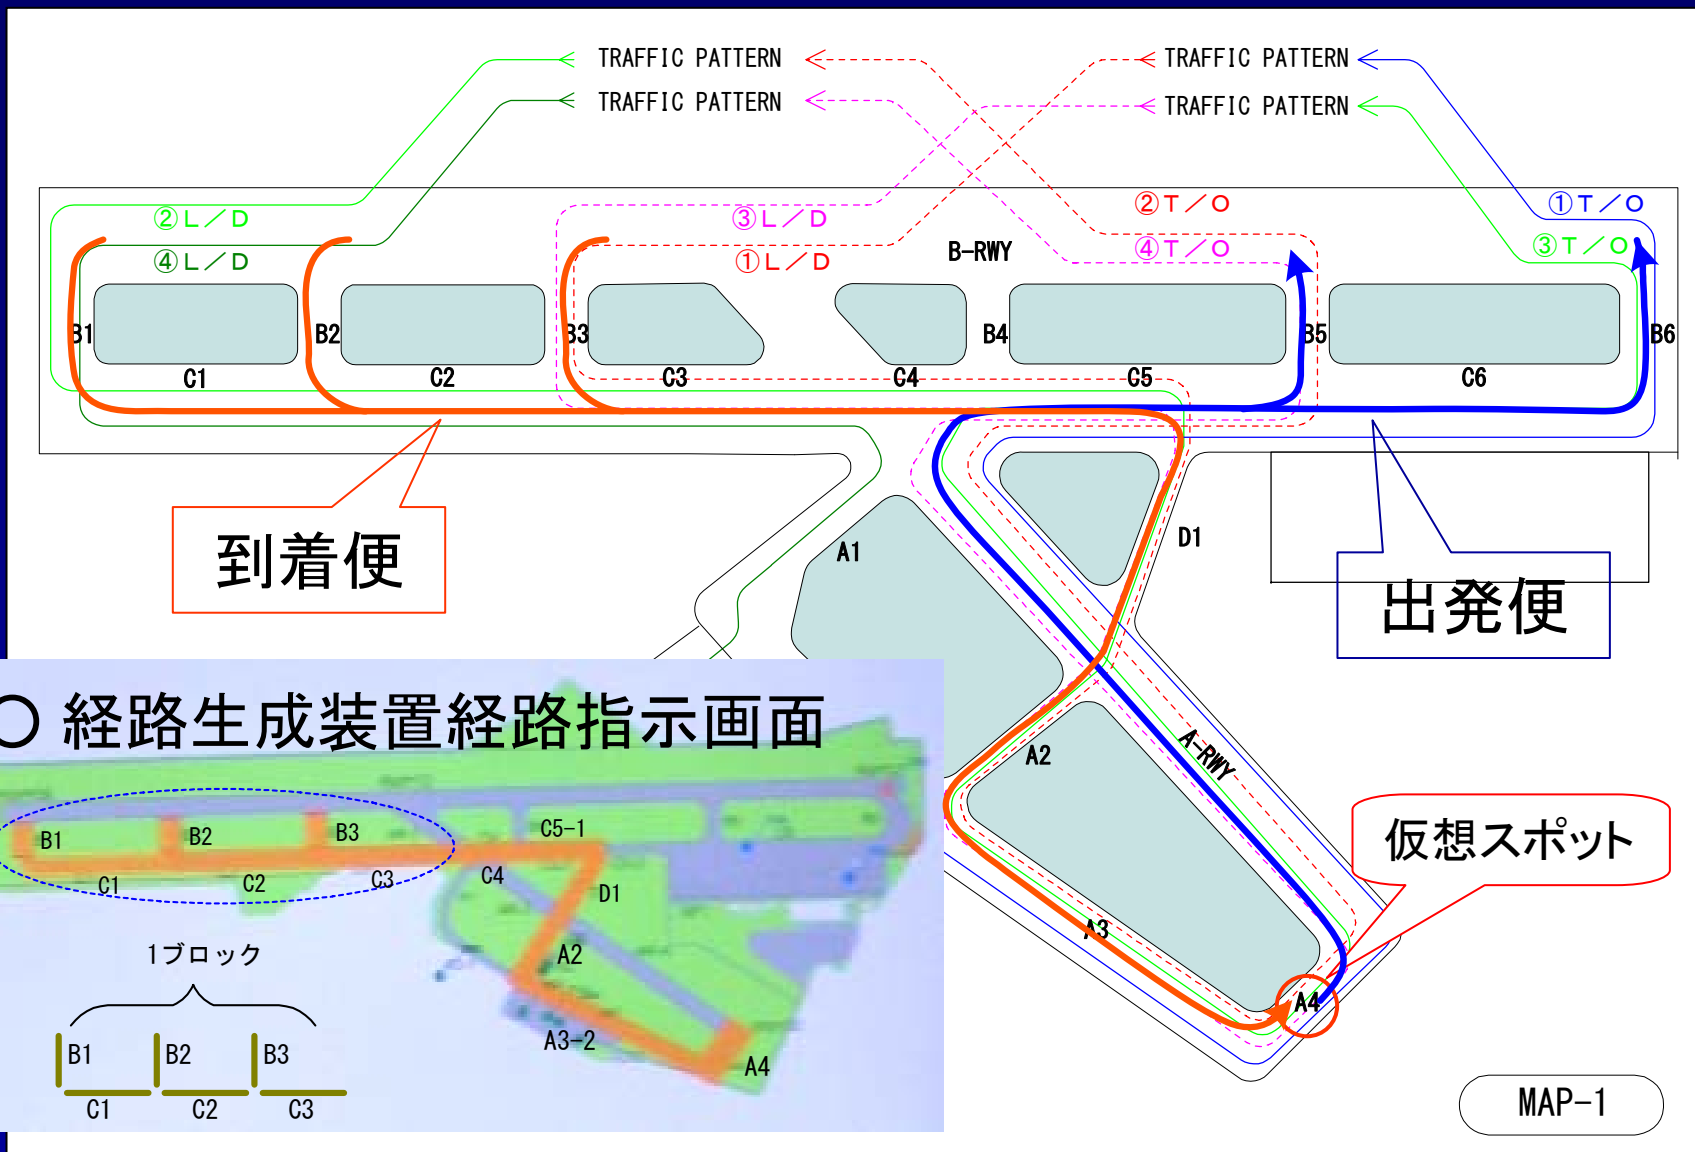 TRAFFIC PATTERN
TRAFFIC PATTERN
TRAFFIC PATTERN
TRAFFIC PATTERN
②L/D
③L/D
②T/O
①T/O
④L/D
①L/D
B-RWY
④T/O
③T/O
B1
B2
B3
B4
B5
B6
C1
C2
C3
C4
C5
C6
到着便
A1
D1
出発便
○ 経路生成装置経路指示画面
A2
A-RWY
仮想スポット
A3
A4
B1
B2
B3
C5-1
C1
C2
C3
C4
D1
A2
A3-2
A4
1ブロック
B1
B2
B3
C1
C2
C3
MAP-1